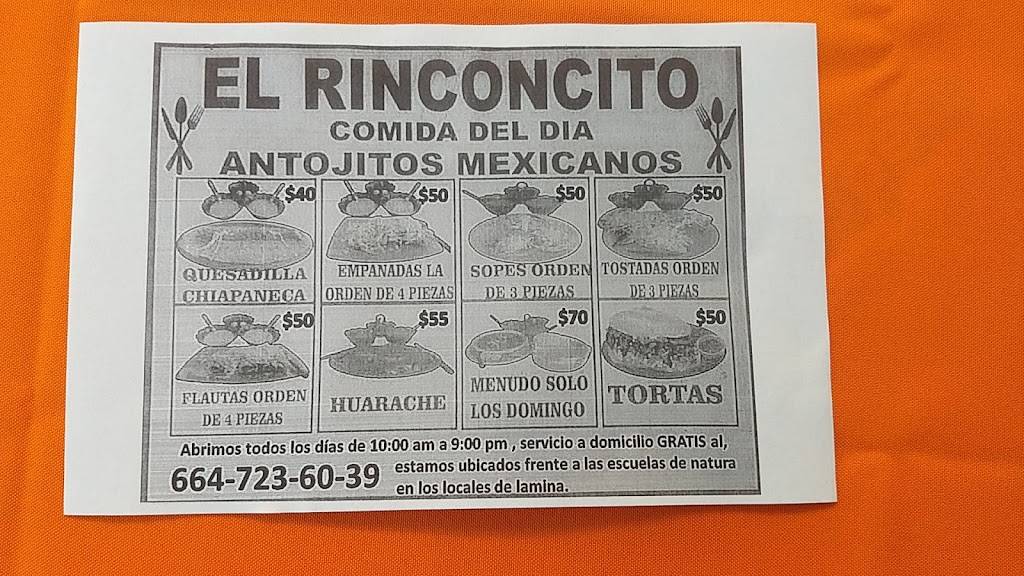 EL RINCONCITO
COMIDA DEL DIA
ANTOJITOS MEXICANOS
$40
QUESADILLA
CHIAPANECA
$50
EMPANADAS LA
ORDEN DE 4 PIEZAS
$50
SOPES ORDEN
DE 3 PIEZAS
$50
TOSTADAS ORDEN
DE 3 PIEZAS
$50
FLAUTAS ORDEN
DE 4 PIEZAS
$55
HUARACHE
$70
MENUDO SOLO
LOS DOMINGO
$50
TORTAS
Abrimos todos los días de 10:00 am a 9:00 pm , servicio a domicilio GRATIS al,
664-723-60-39
estamos ubicados frente a las escuelas de natura
en los locales de lamina.